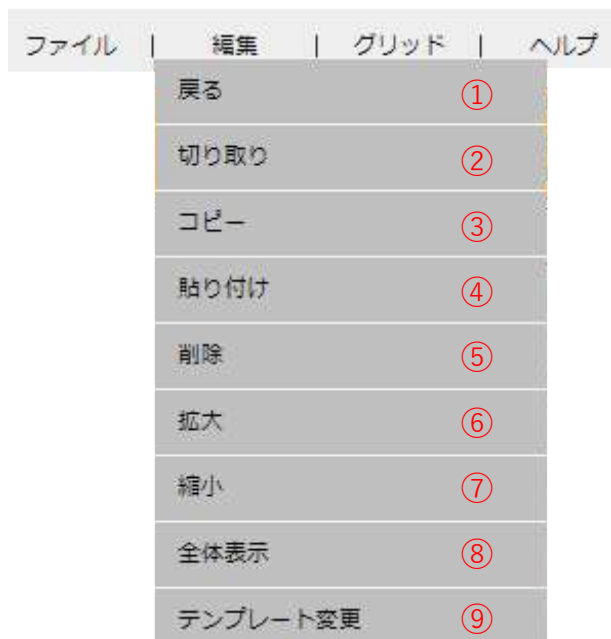 ファイル | 編集 | グリッド | ヘルプ
戻る ①
切り取り ②
コピー ③
貼り付け ④
削除 ⑤
拡大 ⑥
縮小 ⑦
全体表示 ⑧
テンプレート変更 ⑨